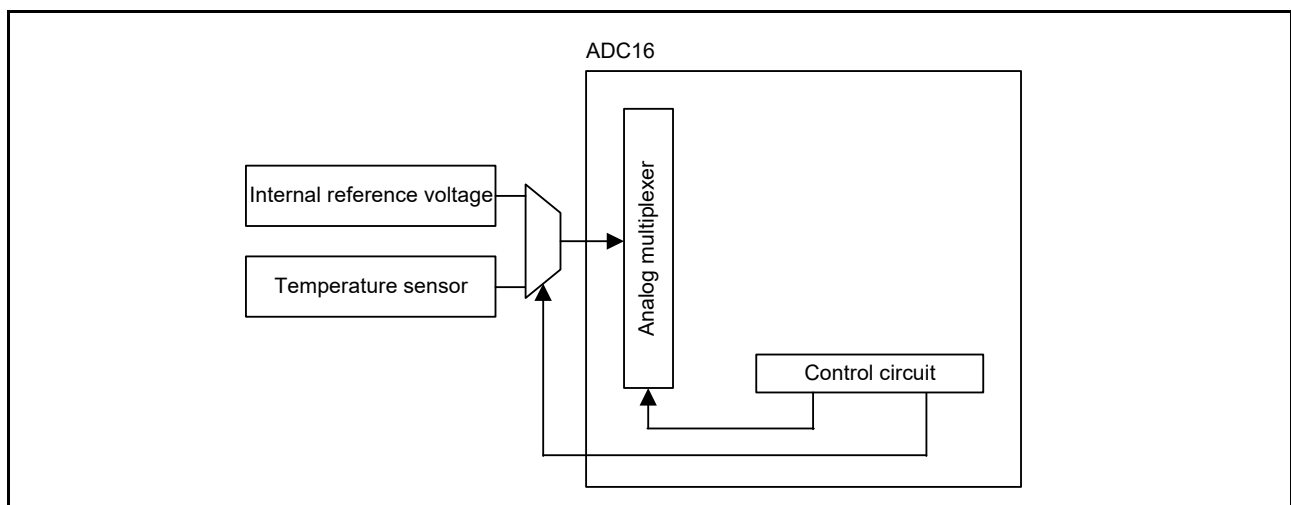 ADC16
Internal reference voltage
Temperature sensor
Analog multiplexer
Control circuit